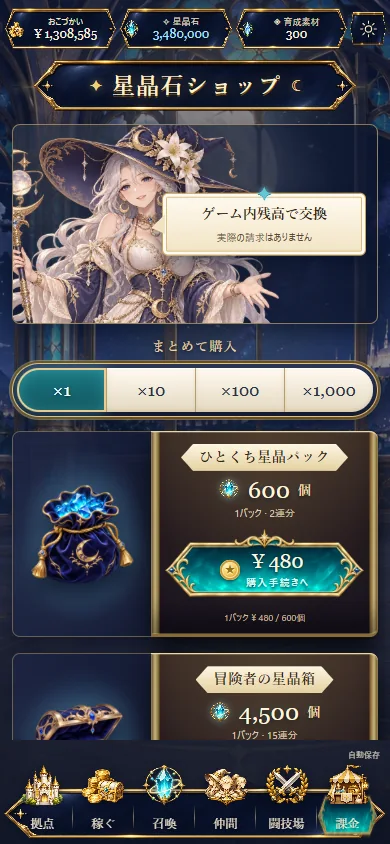 おこづかい
¥1,308,585
星晶石
3,480,000
育成素材
300
星晶石ショップ
ゲーム内残高で交換
実際の請求はありません
まとめて購入
×1
×10
×100
×1,000
ひとくち星晶パック
600 個
1パック · 2連分
¥480
購入手続きへ
1パック ¥480 / 600個
冒険者の星晶箱
4,500 個
1パック · 15連分
自動保存
拠点
稼ぐ
召喚
仲間
闘技場
課金